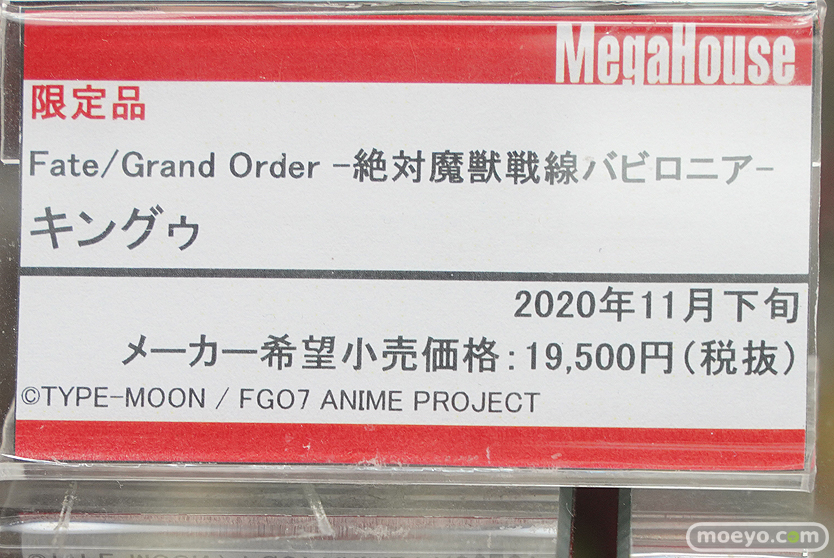 MegaHouse
限定品
Fate/Grand Order -絶対魔獣戦線バビロニア-
キングゥ
2020年11月下旬
メーカー希望小売価格：19,500円（税抜）
©TYPE-MOON / FGO7 ANIME PROJECT
moeyo.com